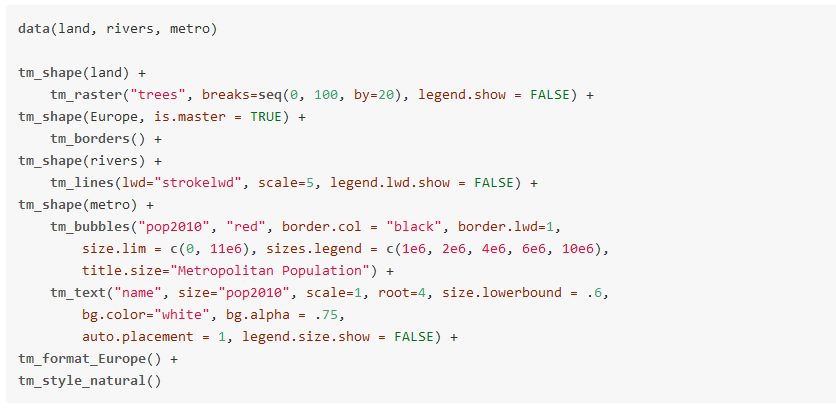 data(land, rivers, metro)
tm_shape(land) +
    tm_raster("trees", breaks=seq(0, 100, by=20), legend.show = FALSE) +
tm_shape(Europe, is.master = TRUE) +
    tm_borders() +
tm_shape(rivers) +
    tm_lines(lwd="strokelwd", scale=5, legend.lwd.show = FALSE) +
tm_shape(metro) +
    tm_bubbles("pop2010", "red", border.col = "black", border.lwd=1,
        size.lim = c(0, 11e6), sizes.legend = c(1e6, 2e6, 4e6, 6e6, 10e6),
        title.size="Metropolitan Population") +
    tm_text("name", size="pop2010", scale=1, root=4, size.lowerbound = .6,
        bg.color="white", bg.alpha = .75,
        auto.placement = 1, legend.size.show = FALSE) +
tm_format_Europe() +
tm_style_natural()